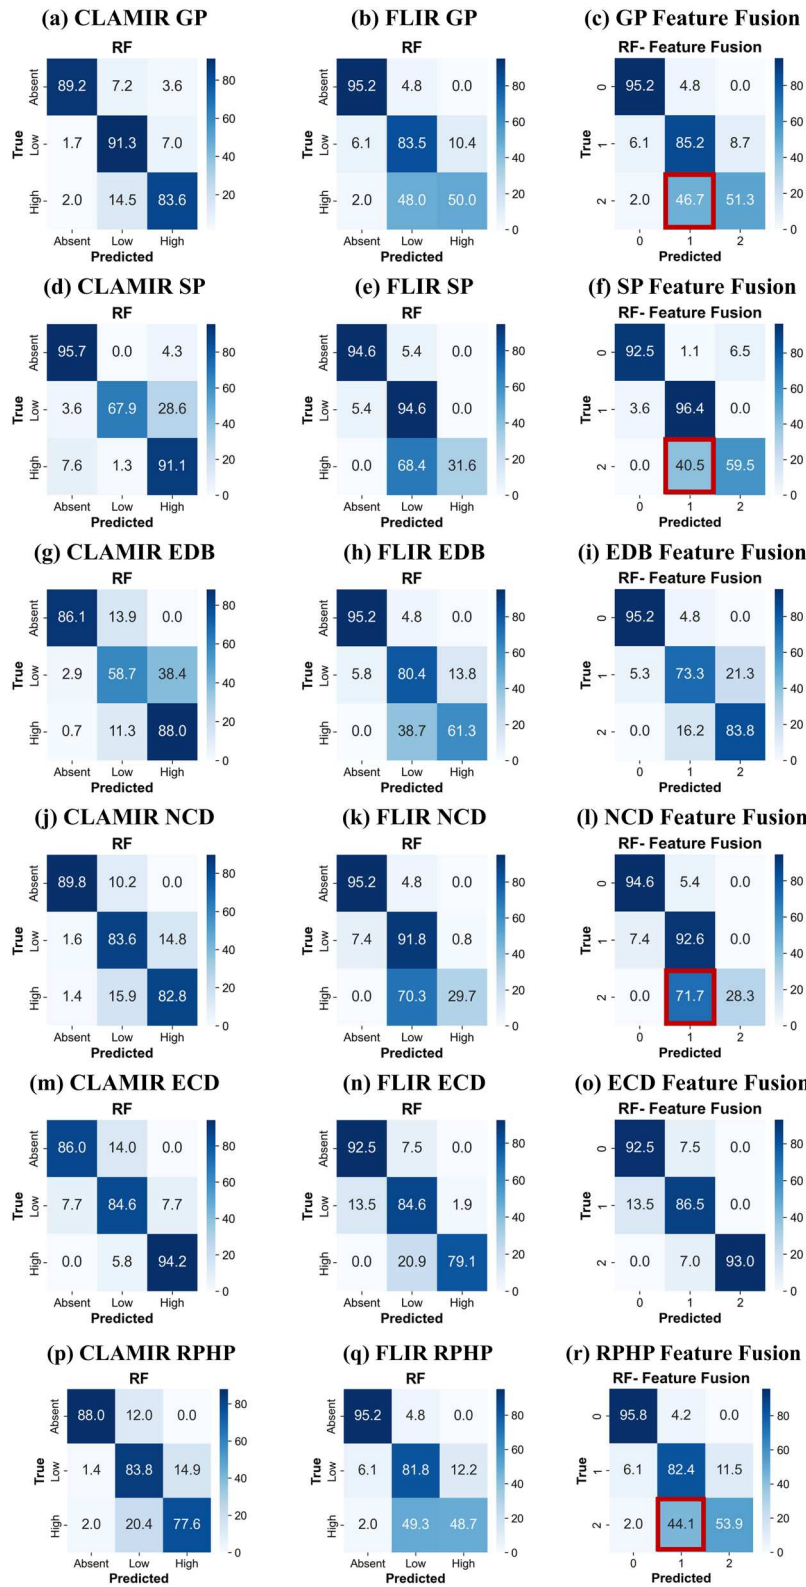 (a) CLAMIR GP
RF
True
Absent 89.2 7.2 3.6
Low 1.7 91.3 7.0
High 2.0 14.5 83.6
Absent Low High
Predicted
80
60
40
20
(b) FLIR GP
RF
Absent 95.2 4.8 0.0
Low 6.1 83.5 10.4
High 2.0 48.0 50.0
Absent Low High
Predicted
80
60
40
20
0
(c) GP Feature Fusion
RF- Feature Fusion
True
0 95.2 4.8 0.0
1 6.1 85.2 8.7
2 2.0 46.7 51.3
0 1 2
Predicted
80
60
40
20
0
(d) CLAMIR SP
RF
True
Absent 95.7 0.0 4.3
Low 3.6 67.9 28.6
High 7.6 1.3 91.1
Absent Low High
Predicted
80
60
40
20
0
(e) FLIR SP
RF
True
Absent 94.6 5.4 0.0
Low 5.4 94.6 0.0
High 0.0 68.4 31.6
Absent Low High
Predicted
80
60
40
20
0
(f) SP Feature Fusion
RF- Feature Fusion
True
0 92.5 1.1 6.5
1 3.6 96.4 0.0
2 0.0 40.5 59.5
0 1 2
Predicted
80
60
40
20
0
(g) CLAMIR EDB
RF
True
Absent 86.1 13.9 0.0
Low 2.9 58.7 38.4
High 0.7 11.3 88.0
Absent Low High
Predicted
80
60
40
20
0
(h) FLIR EDB
RF
True
Absent 95.2 4.8 0.0
Low 5.8 80.4 13.8
High 0.0 38.7 61.3
Absent Low High
Predicted
80
60
40
20
0
(i) EDB Feature Fusion
RF- Feature Fusion
True
0 95.2 4.8 0.0
1 5.3 73.3 21.3
2 0.0 16.2 83.8
0 1 2
Predicted
80
60
40
20
0
(j) CLAMIR NCD
RF
True
Absent 89.8 10.2 0.0
Low 1.6 83.6 14.8
High 1.4 15.9 82.8
Absent Low High
Predicted
80
60
40
20
0
(k) FLIR NCD
RF
True
Absent 95.2 4.8 0.0
Low 7.4 91.8 0.8
High 0.0 70.3 29.7
Absent Low High
Predicted
80
60
40
20
0
(l) NCD Feature Fusion
RF- Feature Fusion
True
0 94.6 5.4 0.0
1 7.4 92.6 0.0
2 0.0 71.7 28.3
0 1 2
Predicted
80
60
40
20
0
(m) CLAMIR ECD
RF
True
Absent 86.0 14.0 0.0
Low 7.7 84.6 7.7
High 0.0 5.8 94.2
Absent Low High
Predicted
80
60
40
20
0
(n) FLIR ECD
RF
True
Absent 92.5 7.5 0.0
Low 13.5 84.6 1.9
High 0.0 20.9 79.1
Absent Low High
Predicted
80
60
40
20
0
(o) ECD Feature Fusion
RF- Feature Fusion
True
0 92.5 7.5 0.0
1 13.5 86.5 0.0
2 0.0 7.0 93.0
0 1 2
Predicted
80
60
40
20
0
(p) CLAMIR RPHP
RF
True
Absent 88.0 12.0 0.0
Low 1.4 83.8 14.9
High 2.0 20.4 77.6
Absent Low High
Predicted
80
60
40
20
0
(q) FLIR RPHP
RF
True
Absent 95.2 4.8 0.0
Low 6.1 81.8 12.2
High 2.0 49.3 48.7
Absent Low High
Predicted
80
60
40
20
0
(r) RPHP Feature Fusion
RF- Feature Fusion
True
0 95.8 4.2 0.0
1 6.1 82.4 11.5
2 2.0 44.1 53.9
0 1 2
Predicted
80
60
40
20
0